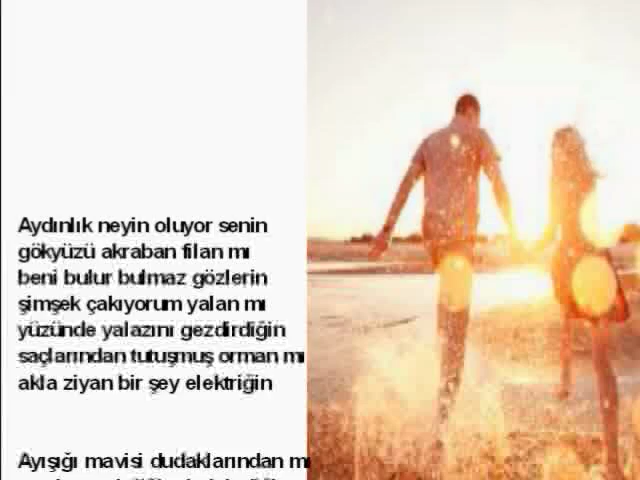 Aydınlık neyin oluyor senin
gökyüzü akraban filan mı
beni bulur bulmaz gözlerin
şimşek çakıyorum yalan mı
yüzünde yalazını gezdirdiğin
saçlarından tutuşmuş orman mı
akla ziyan bir şey elektriğin
Ayışığı mavisi dudaklarından mı